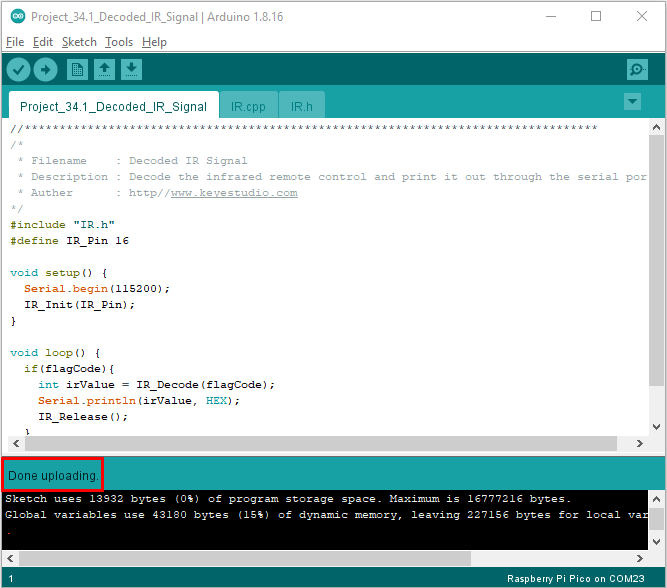 Project_34.1_Decoded_IR_Signal | Arduino 1.8.16
File Edit Sketch Tools Help
Project_34.1_Decoded_IR_Signal IR.cpp IR.h
//**********************************************************************************
/*
 * Filename    : Decoded IR Signal
 * Description : Decode the infrared remote control and print it out through the serial por
 * Auther      : http//www.keyestudio.com
*/
#include "IR.h"
#define IR_Pin 16
void setup() {
  Serial.begin(115200);
  IR_Init(IR_Pin);
}
void loop() {
  if(flagCode){
    int irValue = IR_Decode(flagCode);
    Serial.println(irValue, HEX);
    IR_Release();
  }
Done uploading.
Sketch uses 13932 bytes (0%) of program storage space. Maximum is 16777216 bytes.
Global variables use 43180 bytes (15%) of dynamic memory, leaving 227156 bytes for local var
.
1 Raspberry Pi Pico on COM23